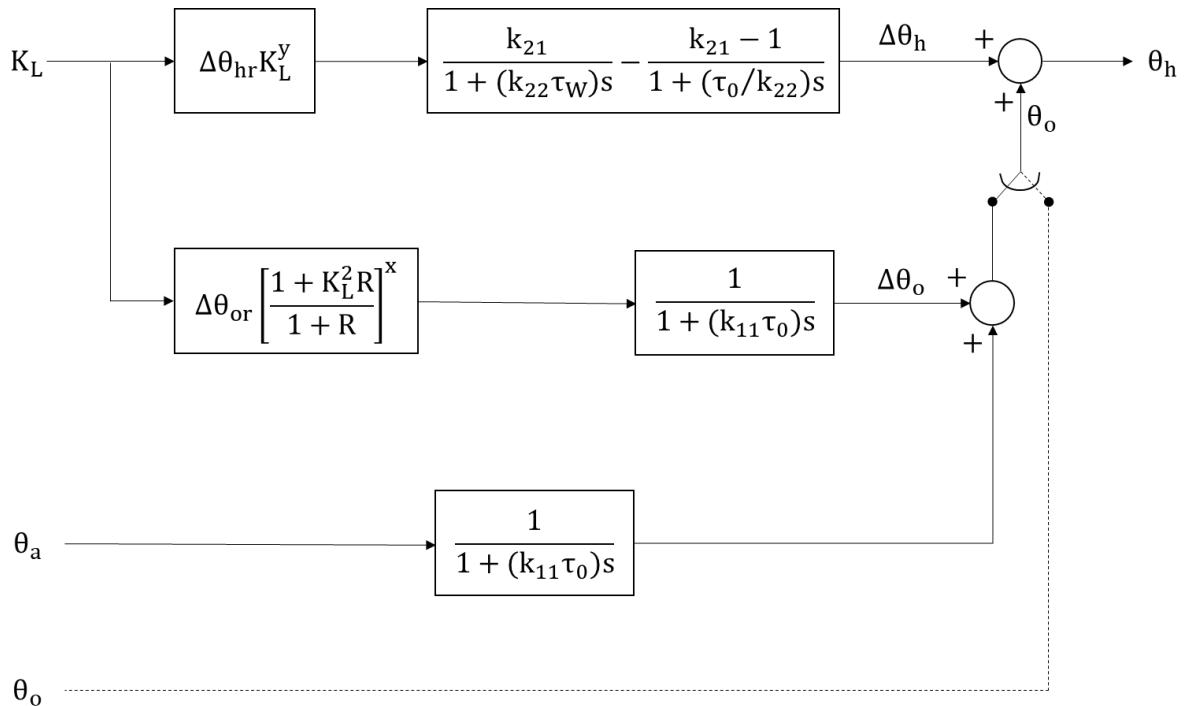 K_L
Δθ_hr K_L^y
k_21 / (1 + (k_22 τ_W)s) − (k_21 − 1) / (1 + (τ_0/k_22)s)
Δθ_h
+
θ_h
+
θ_o
Δθ_or [(1 + K_L^2 R) / (1 + R)]^x
1 / (1 + (k_11 τ_0)s)
Δθ_o
+
+
θ_a
1 / (1 + (k_11 τ_0)s)
θ_o